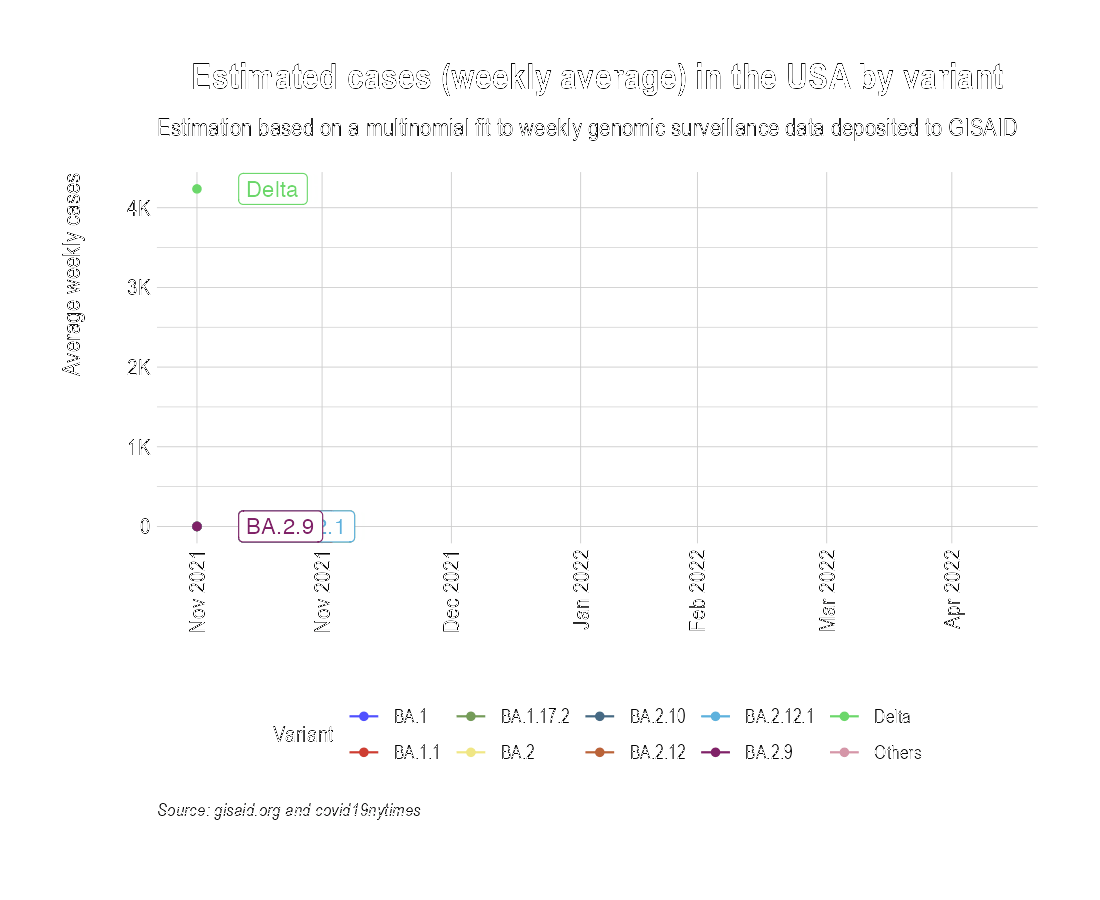 Estimated cases (weekly average) in the USA by variant
Estimation based on a multinomial fit to weekly genomic surveillance data deposited to GISAID
Average weekly cases
4K
3K
2K
1K
0
Delta
BA.2.9
2.1
Nov 2021
Nov 2021
Dec 2021
Jan 2022
Feb 2022
Mar 2022
Apr 2022
Variant
BA.1 BA.1.17.2 BA.2.10 BA.2.12.1 Delta
BA.1.1 BA.2 BA.2.12 BA.2.9 Others
Source: gisaid.org and covid19nytimes